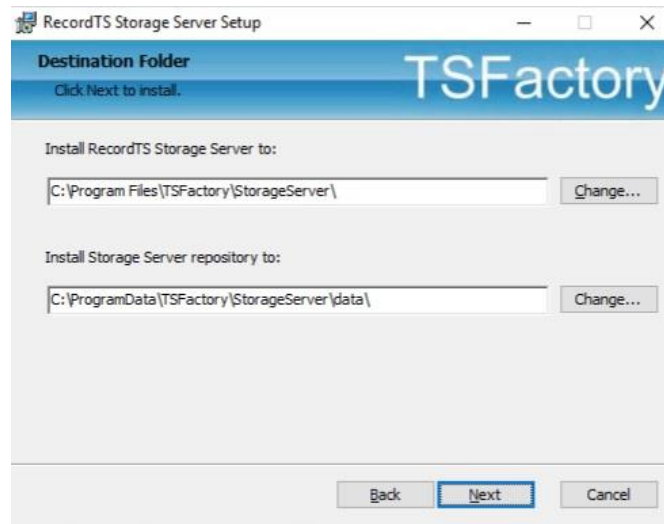 RecordTS Storage Server Setup
Destination Folder
TSFactory
Click Next to install.
Install RecordTS Storage Server to:
C:\Program Files\TSFactory\StorageServer\
Change...
Install Storage Server repository to:
C:\ProgramData\TSFactory\StorageServer\data\
Change...
Back Next Cancel